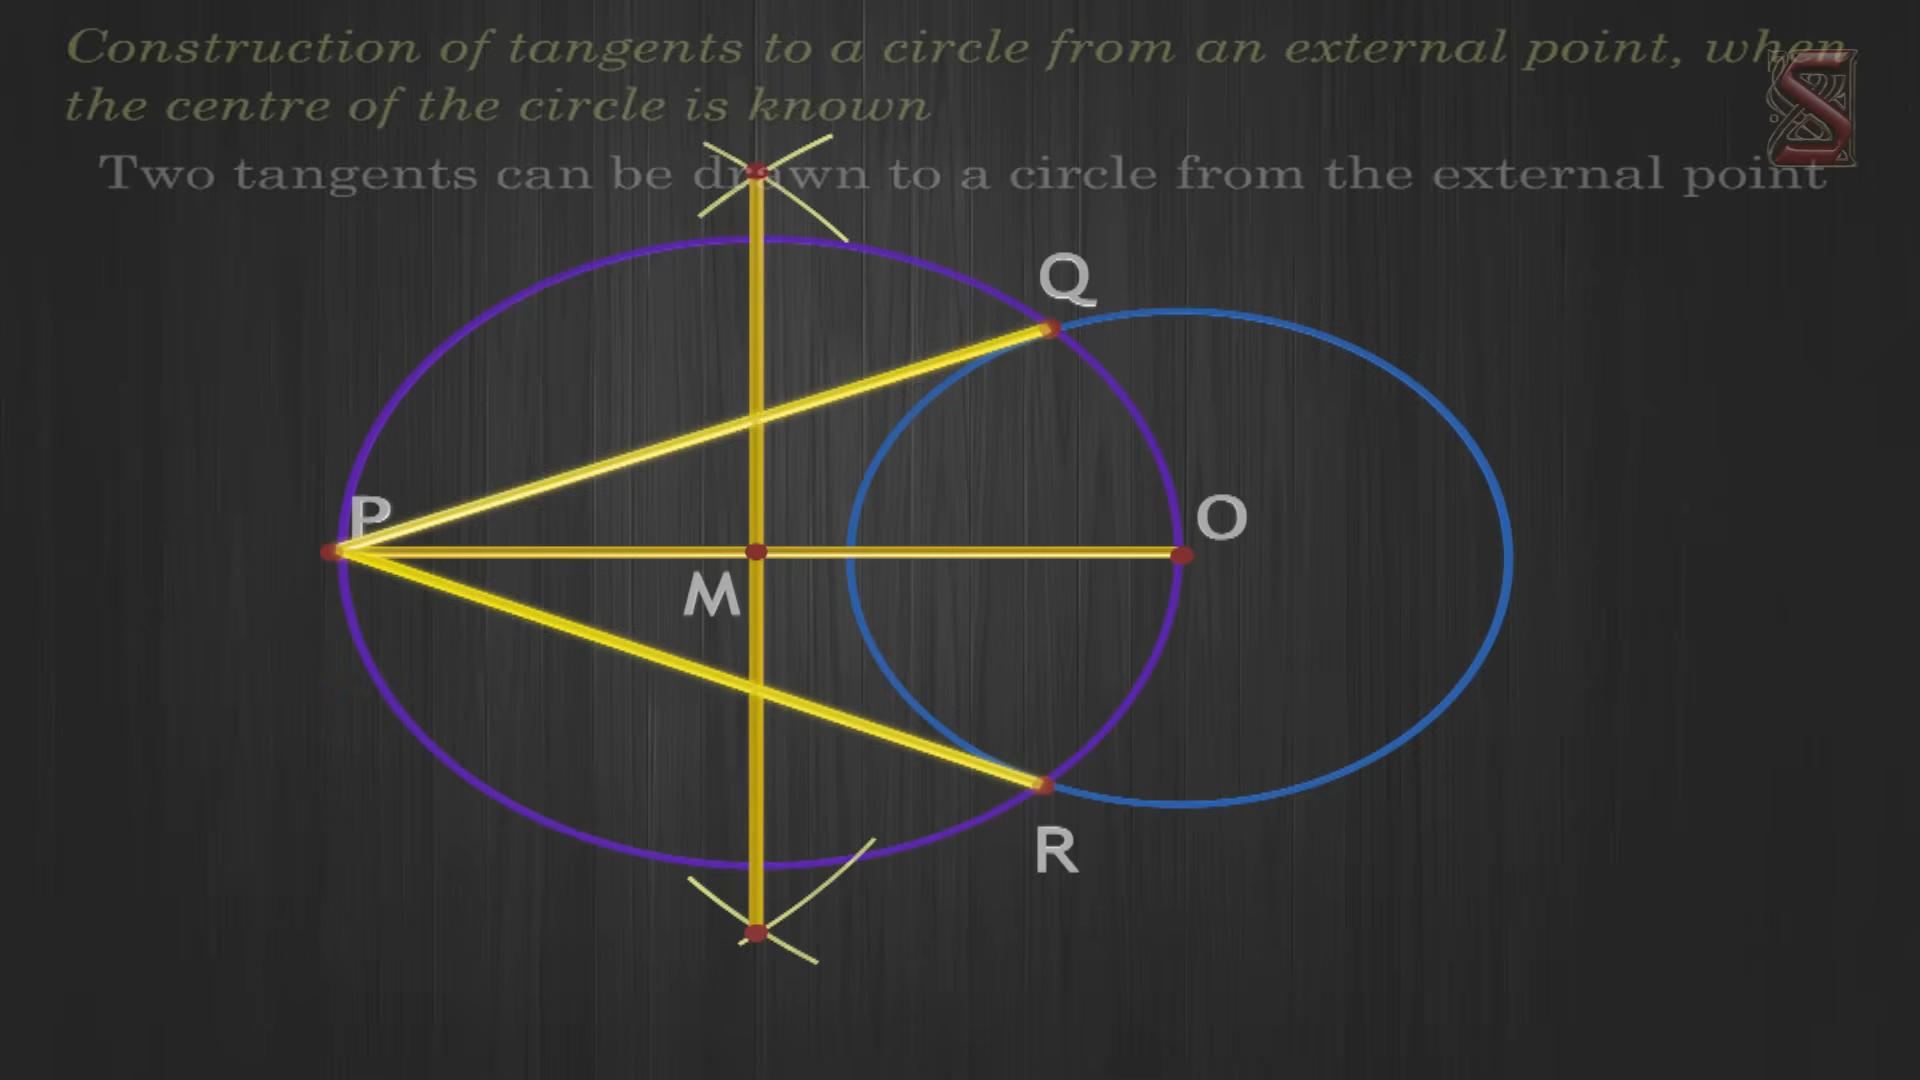 Construction of tangents to a circle from an external point, when
the centre of the circle is known
Two tangents can be drawn to a circle from the external point
Q
P
O
M
R
S